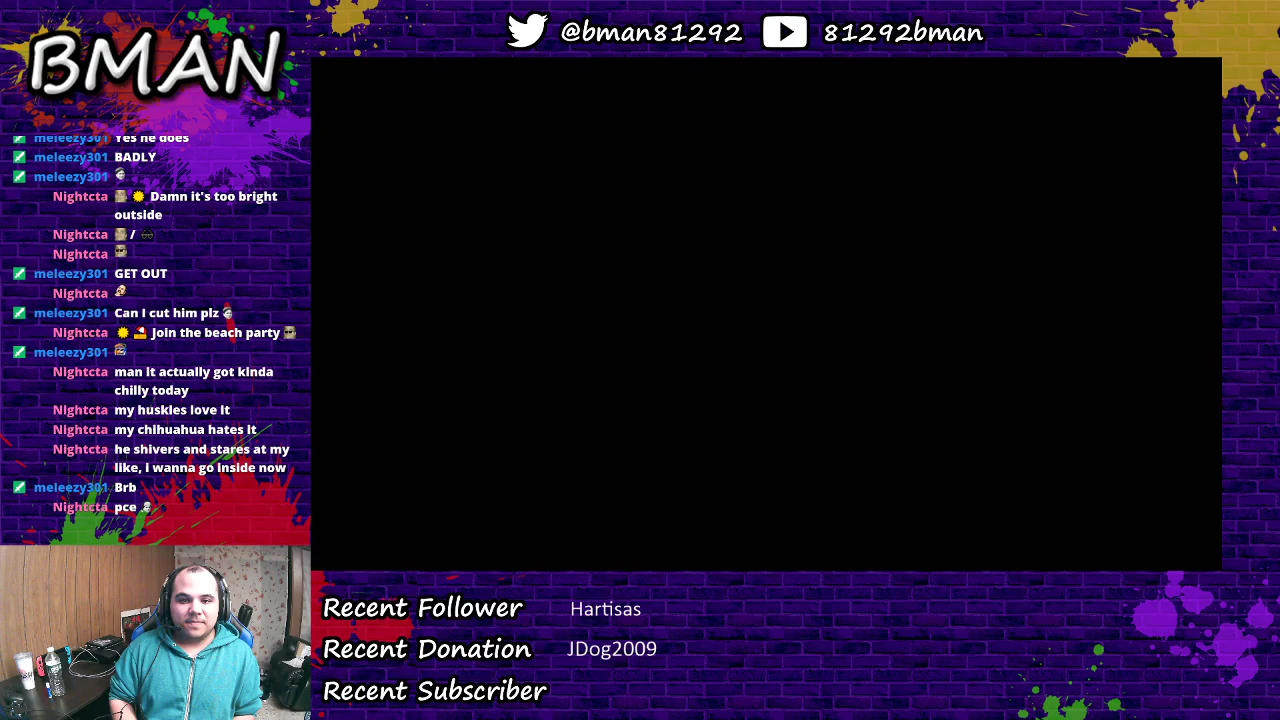 BMAN
@bman81292 81292bman
meleezy301 Yes he does
meleezy301 BADLY
meleezy301
Nightcta Damn it's too bright
outside
Nightcta /
Nightcta
meleezy301 GET OUT
Nightcta
meleezy301 Can I cut him plz
Nightcta Join the beach party
meleezy301
Nightcta man it actually got kinda
chilly today
Nightcta my huskies love it
Nightcta my chihuahua hates it
Nightcta he shivers and stares at my
like, i wanna go inside now
meleezy301 Brb
Nightcta pce
Recent Follower Hartisas
Recent Donation JDog2009
Recent Subscriber